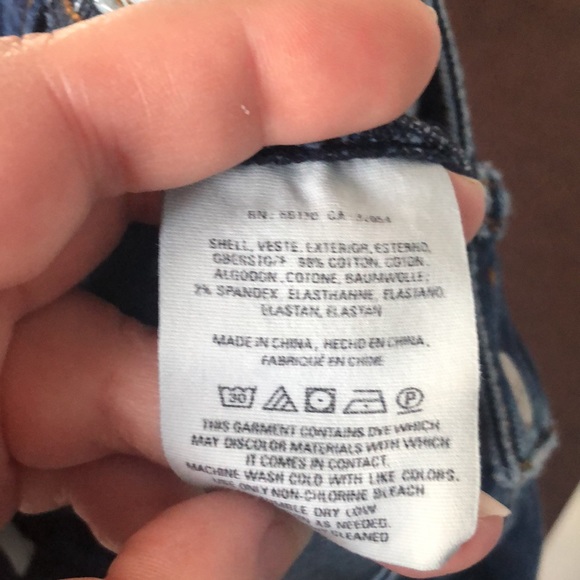 SHELL, VESTE, EXTERIOR, ESTERNO,
OBERSTOFF 98% COTTON, COTON,
ALGODON, COTONE, BAUMWOLLE;
2% SPANDEX, ELASTHANNE, ELASTANO,
ELASTAN, ELASTAN
MADE IN CHINA, HECHO EN CHINA,
FABRIQUÉ EN CHINE
30 P
THIS GARMENT CONTAINS DYE WHICH
MAY DISCOLOR MATERIALS WITH WHICH
IT COMES IN CONTACT.
MACHINE WASH COLD WITH LIKE COLORS.
USE ONLY NON-CHLORINE BLEACH
DRY LOW
AS NEEDED.
CLEANED